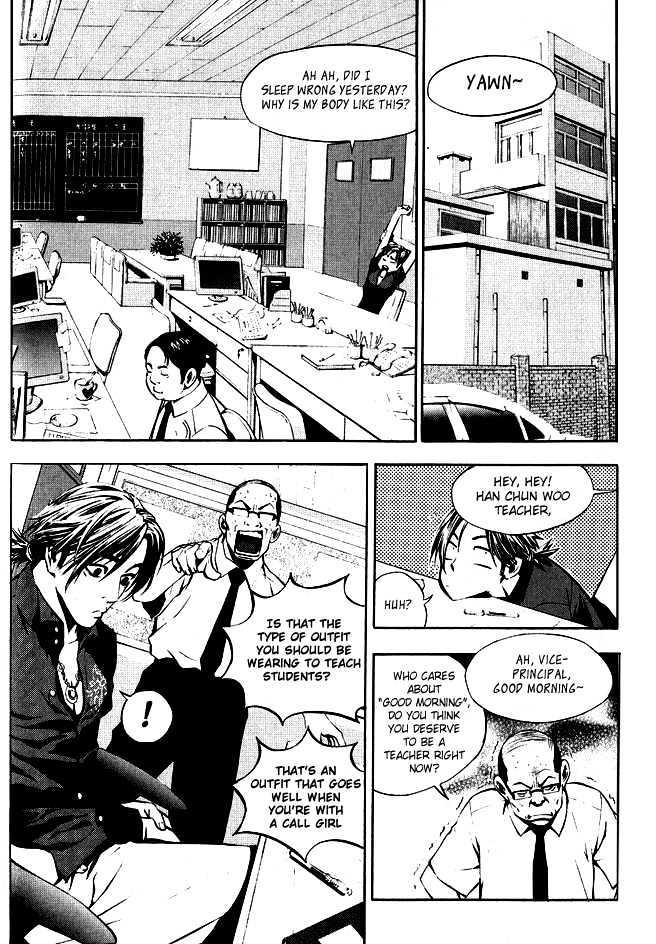 YAWN~
AH AH, DID I
SLEEP WRONG YESTERDAY?
WHY IS MY BODY LIKE THIS?
HEY, HEY!
HAN CHUN WOO
TEACHER,
HUH?
AH, VICE-
PRINCIPAL,
GOOD MORNING~
WHO CARES
ABOUT
"GOOD MORNING",
DO YOU THINK
YOU DESERVE
TO BE A
TEACHER RIGHT
NOW?
IS THAT THE
TYPE OF OUTFIT
YOU SHOULD BE
WEARING TO TEACH
STUDENTS?
!
THAT'S AN
OUTFIT THAT GOES
WELL WHEN
YOU'RE WITH
A CALL GIRL